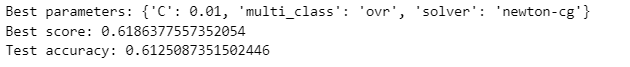 Best parameters: {'C': 0.01, 'multi_class': 'ovr', 'solver': 'newton-cg'}
Best score: 0.6186377557352054
Test accuracy: 0.6125087351502446